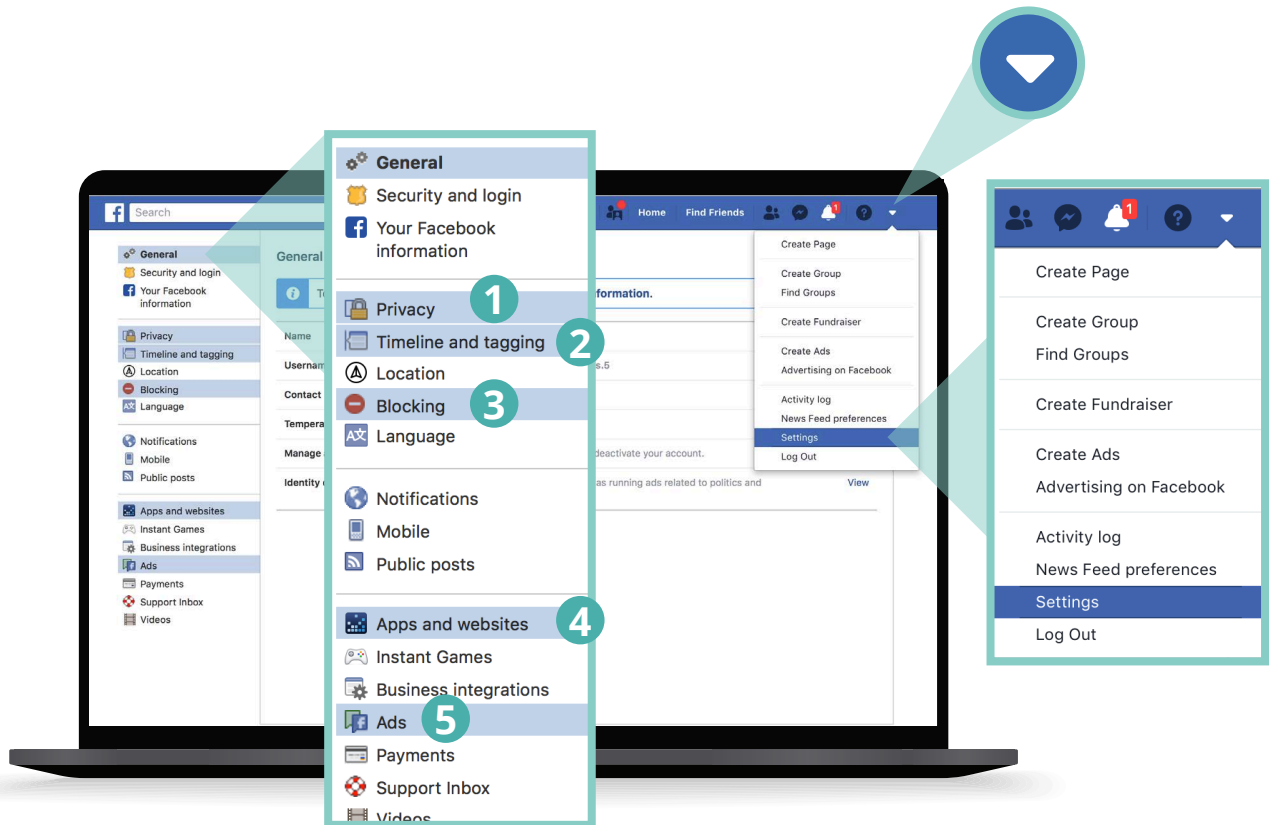 Search
Home
Find Friends
1
General
Security and login
Your Facebook
information
Privacy
Timeline and tagging
Location
Blocking
Language
Notifications
Mobile
Public posts
Apps and websites
Instant Games
Business integrations
Ads
Payments
Support Inbox
Videos
General
formation.
Name
Usernam
s.5
Contact
Tempera
Manage
deactivate your account.
Identity
as running ads related to politics and
View
General
Security and login
Your Facebook
information
Privacy
1
Timeline and tagging
2
Location
Blocking
3
Language
Notifications
Mobile
Public posts
Apps and websites
4
Instant Games
Business integrations
Ads
5
Payments
Support Inbox
Videos
Create Page
Create Group
Find Groups
Create Fundraiser
Create Ads
Advertising on Facebook
Activity log
News Feed preferences
Settings
Log Out
1
Create Page
Create Group
Find Groups
Create Fundraiser
Create Ads
Advertising on Facebook
Activity log
News Feed preferences
Settings
Log Out